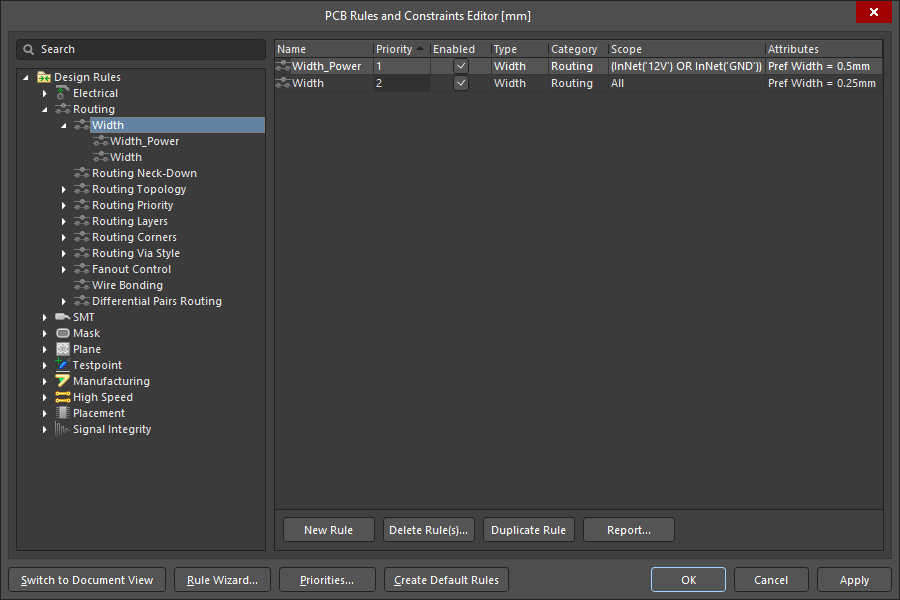 PCB Rules and Constraints Editor [mm]
Search
Design Rules
Electrical
Routing
Width
Width_Power
Width
Routing Neck-Down
Routing Topology
Routing Priority
Routing Layers
Routing Corners
Routing Via Style
Fanout Control
Wire Bonding
Differential Pairs Routing
SMT
Mask
Plane
Testpoint
Manufacturing
High Speed
Placement
Signal Integrity
Name Priority Enabled Type Category Scope Attributes
Width_Power 1 Width Routing (InNet('12V') OR InNet('GND')) Pref Width = 0.5mm
Width 2 Width Routing All Pref Width = 0.25mm
New Rule Delete Rule(s)... Duplicate Rule Report...
Switch to Document View Rule Wizard... Priorities... Create Default Rules OK Cancel Apply